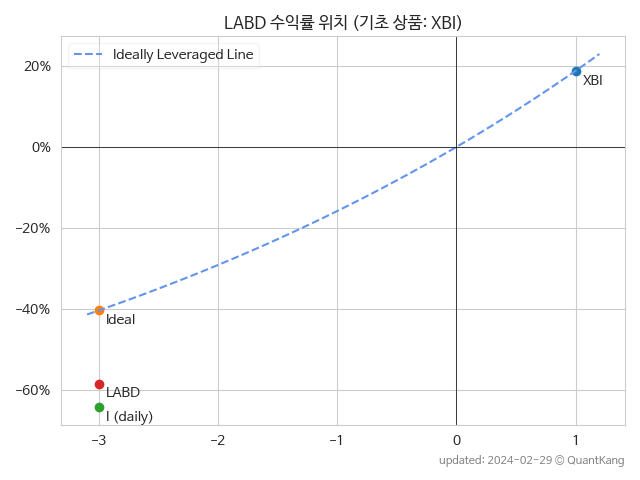 LABD 수익률 위치 (기초 상품: XBI)
Ideally Leveraged Line
20%
0%
−20%
−40%
−60%
XBI
Ideal
LABD
I (daily)
−3
−2
−1
0
1
updated: 2024-02-29 © QuantKang